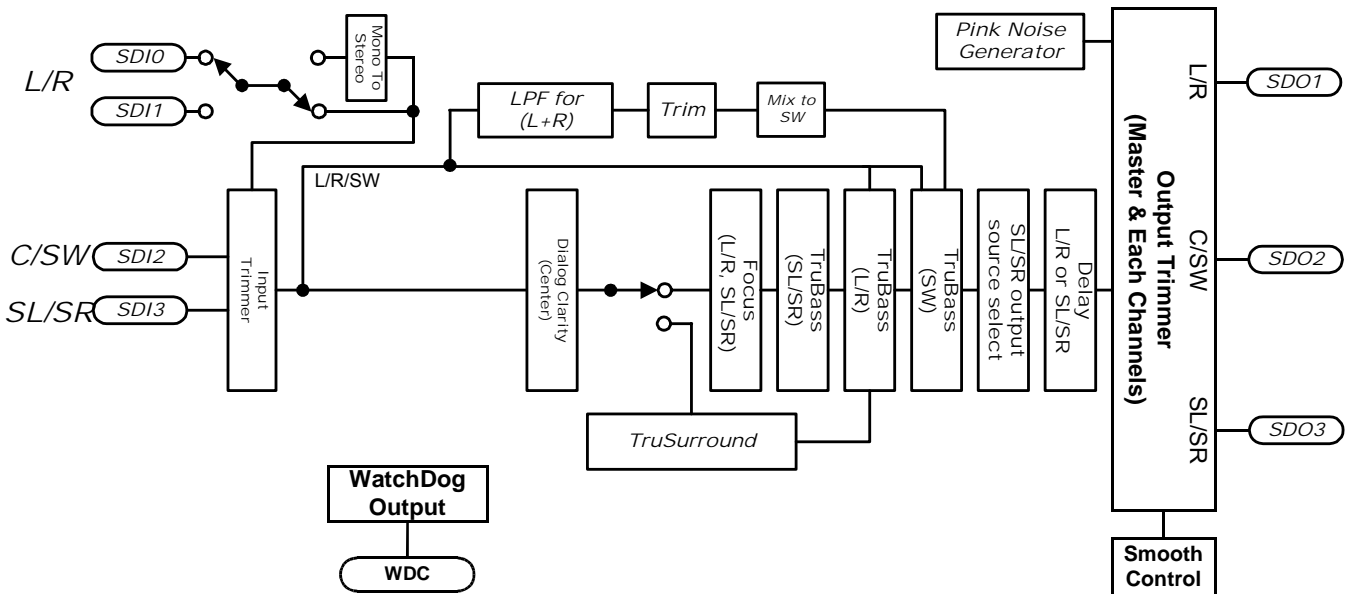 L/R
SDI0
SDI1
Mono To
Stereo
LPF for
(L+R)
Trim
Mix to
SW
Pink Noise
Generator
L/R/SW
C/SW
SDI2
SL/SR
SDI3
Input
Trimmer
Dialog Clarity
(Center)
Focus
(L/R, SL/SR)
TruBass
(SL/SR)
TruBass
(L/R)
TruBass
(SW)
SL/SR output
source select
Delay
L/R or SL/SR
Output Trimmer
(Master & Each Channels)
L/R
SDO1
C/SW
SDO2
SL/SR
SDO3
TruSurround
WatchDog
Output
WDC
Smooth
Control